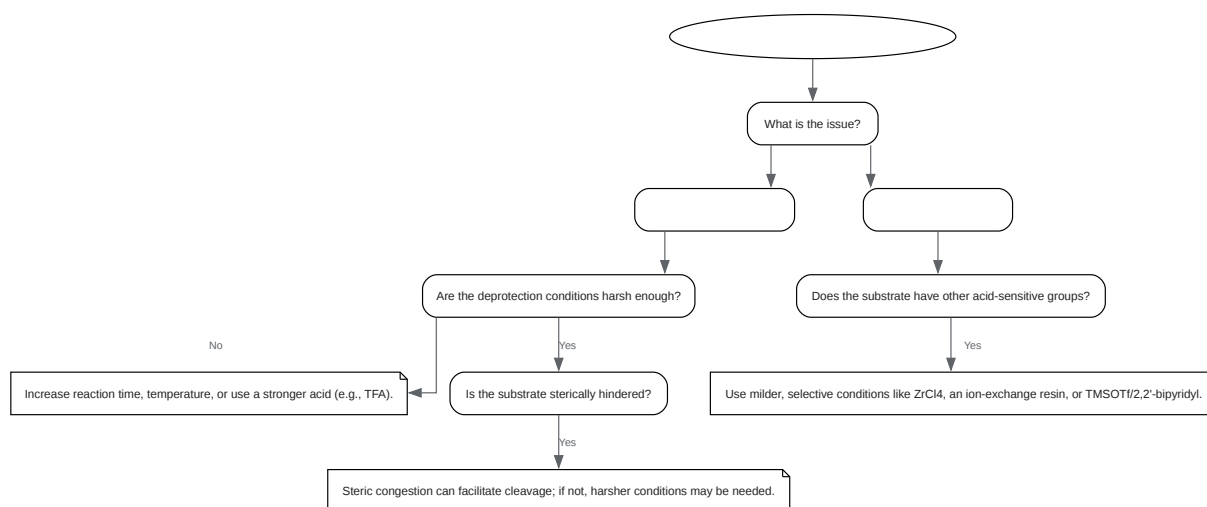 What is the issue?
Are the deprotection conditions harsh enough?
Does the substrate have other acid-sensitive groups?
No
Yes
Yes
Increase reaction time, temperature, or use a stronger acid (e.g., TFA).
Is the substrate sterically hindered?
Use milder, selective conditions like ZrCl4, an ion-exchange resin, or TMSOTf/2,2'-bipyridyl.
Yes
Steric congestion can facilitate cleavage; if not, harsher conditions may be needed.